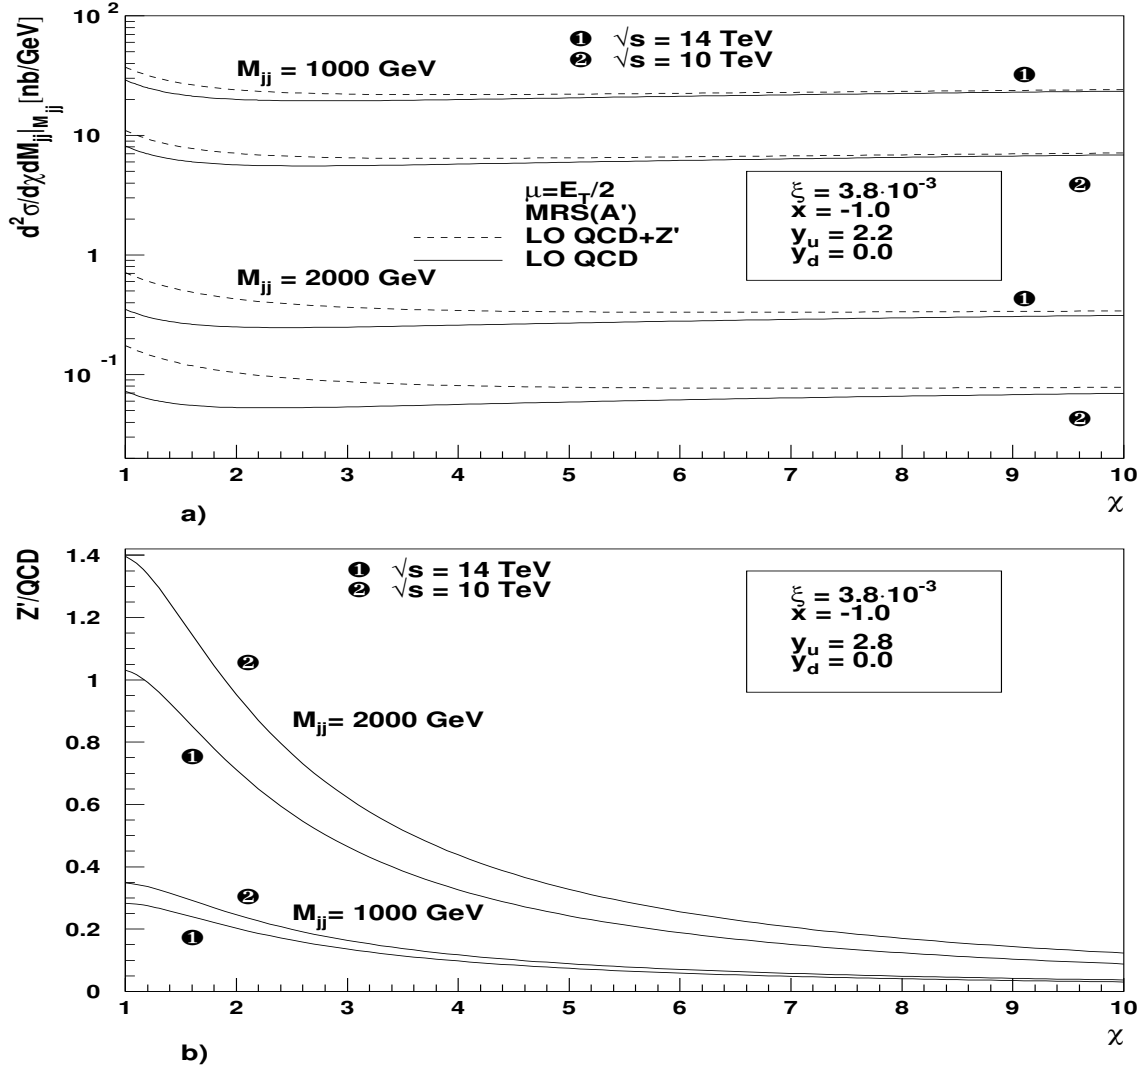 d²σ/dχdM_jj|_M_jj [nb/GeV]
10²
10
1
10⁻¹
M_jj = 1000 GeV
❶ √s = 14 TeV
❷ √s = 10 TeV
❶
❷
μ=E_T/2
MRS(A')
LO QCD+Z'
LO QCD
ξ = 3.8·10⁻³
x = -1.0
y_u = 2.2
y_d = 0.0
M_jj = 2000 GeV
❶
❷
1 2 3 4 5 6 7 8 9 10
χ
a)
Z'/QCD
1.4
1.2
1
0.8
0.6
0.4
0.2
0
❶ √s = 14 TeV
❷ √s = 10 TeV
ξ = 3.8·10⁻³
x = -1.0
y_u = 2.8
y_d = 0.0
❷
M_jj= 2000 GeV
❶
❷
M_jj= 1000 GeV
❶
1 2 3 4 5 6 7 8 9 10
χ
b)